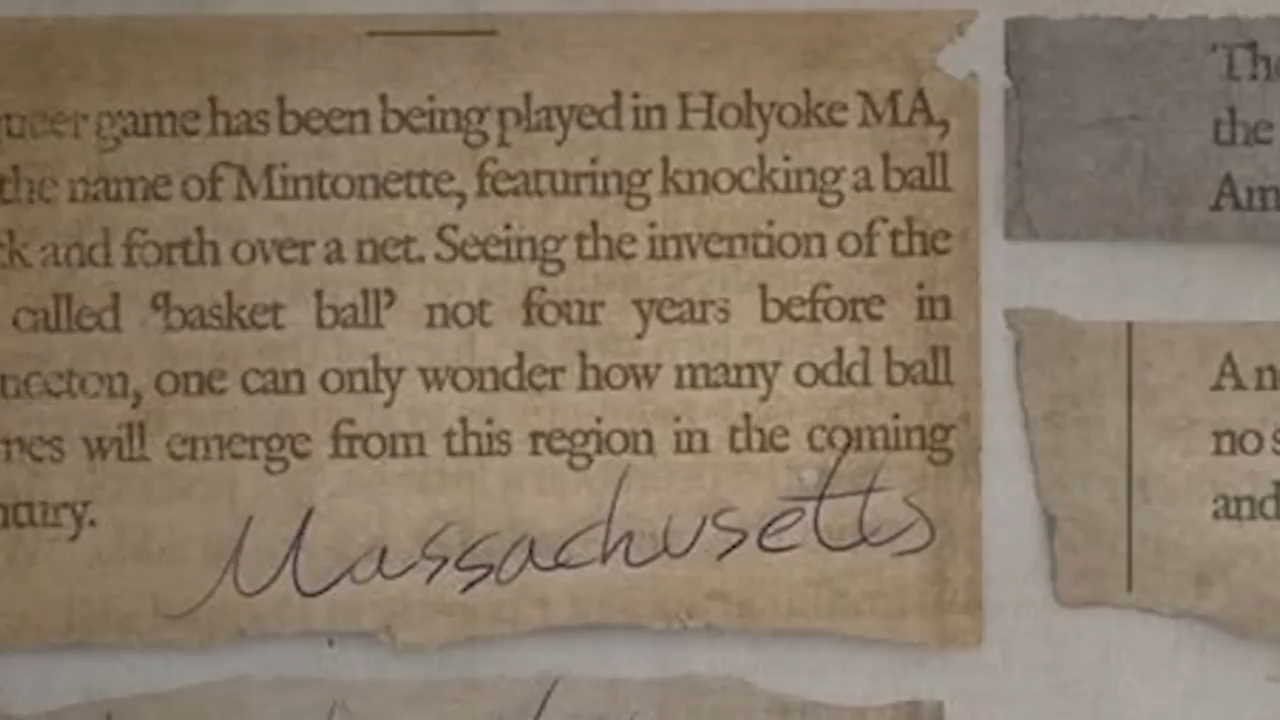 game has been being played in Holyoke MA,
the name of Mintonette, featuring knocking a ball
k and forth over a net. Seeing the invention of the
called 'basket ball' not four years before in
one can only wonder how many odd ball
will emerge from this region in the coming
Massachusetts
The
the
Am
An
no
and